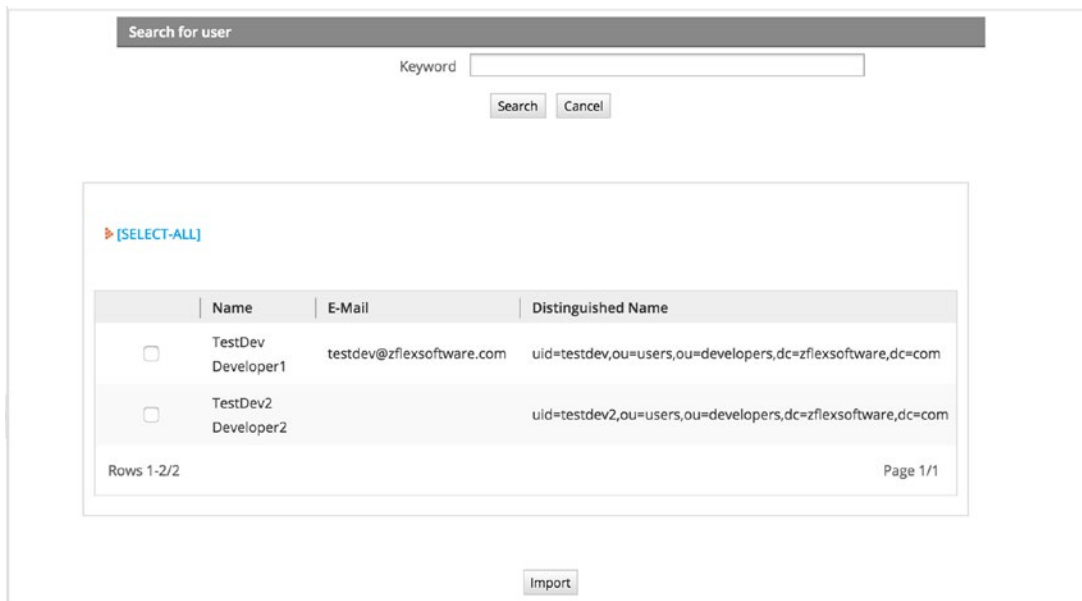 Search for user
Keyword
Search Cancel
[SELECT-ALL]
Name E-Mail Distinguished Name
TestDev
Developer1 testdev@zflexsoftware.com uid=testdev,ou=users,ou=developers,dc=zflexsoftware,dc=com
TestDev2
Developer2 uid=testdev2,ou=users,ou=developers,dc=zflexsoftware,dc=com
Rows 1-2/2 Page 1/1
Import